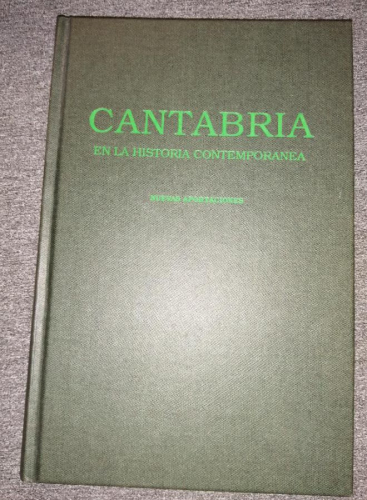 CANTABRIA
EN LA HISTORIA CONTEMPORANEA
NUEVAS APORTACIONES